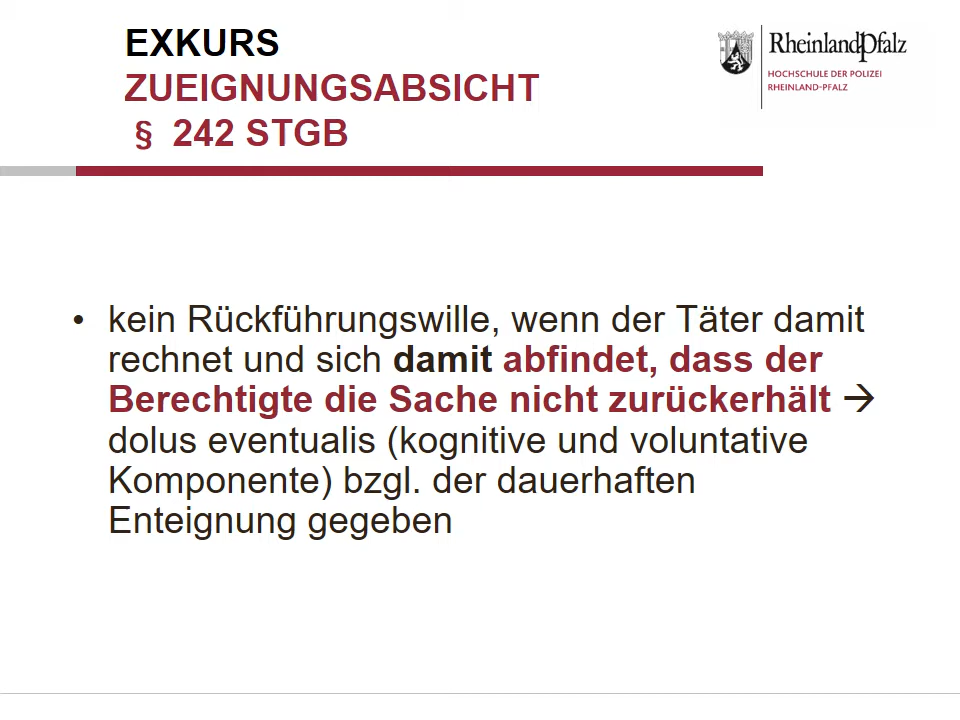 EXKURS
ZUEIGNUNGSABSICHT
§ 242 STGB
RheinlandPfalz
HOCHSCHULE DER POLIZEI
RHEINLAND-PFALZ
• kein Rückführungswille, wenn der Täter damit
rechnet und sich damit abfindet, dass der
Berechtigte die Sache nicht zurückerhält →
dolus eventualis (kognitive und voluntative
Komponente) bzgl. der dauerhaften
Enteignung gegeben